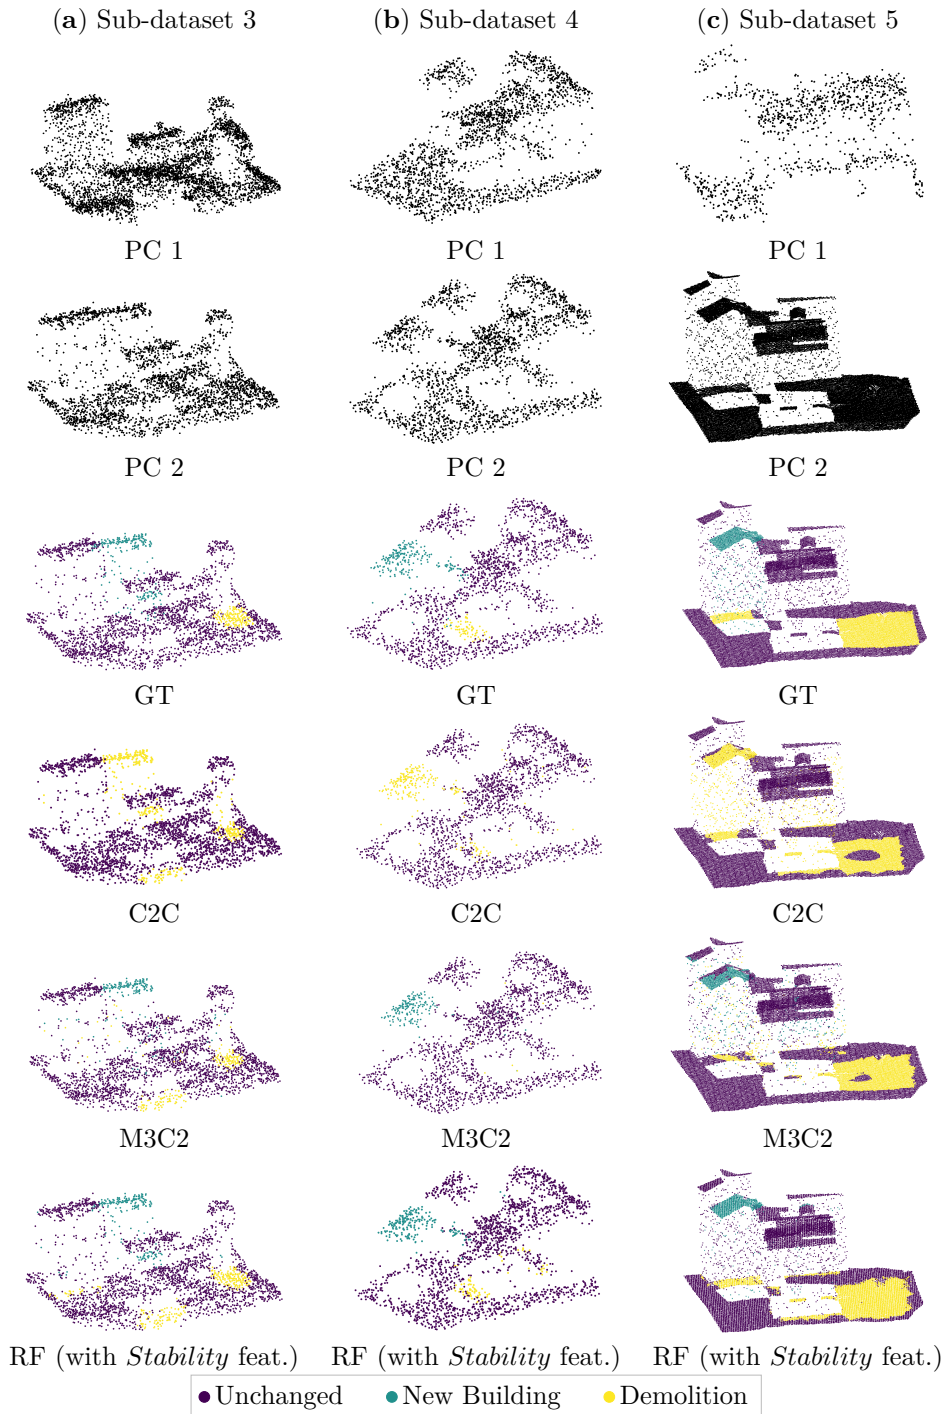 (a) Sub-dataset 3 (b) Sub-dataset 4 (c) Sub-dataset 5
PC 1 PC 1 PC 1
PC 2 PC 2 PC 2
GT GT GT
C2C C2C C2C
M3C2 M3C2 M3C2
RF (with Stability feat.) RF (with Stability feat.) RF (with Stability feat.)
Unchanged New Building Demolition